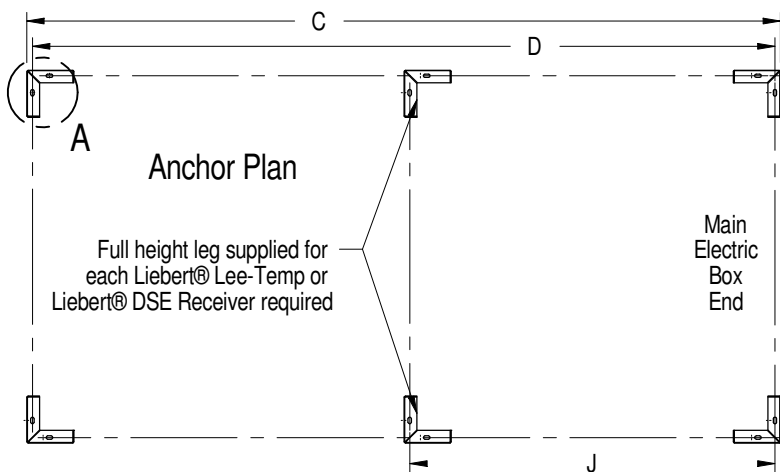 C
D
A
Anchor Plan
Full height leg supplied for
each Liebert® Lee-Temp or
Liebert® DSE Receiver required
Main
Electric
Box
End
J